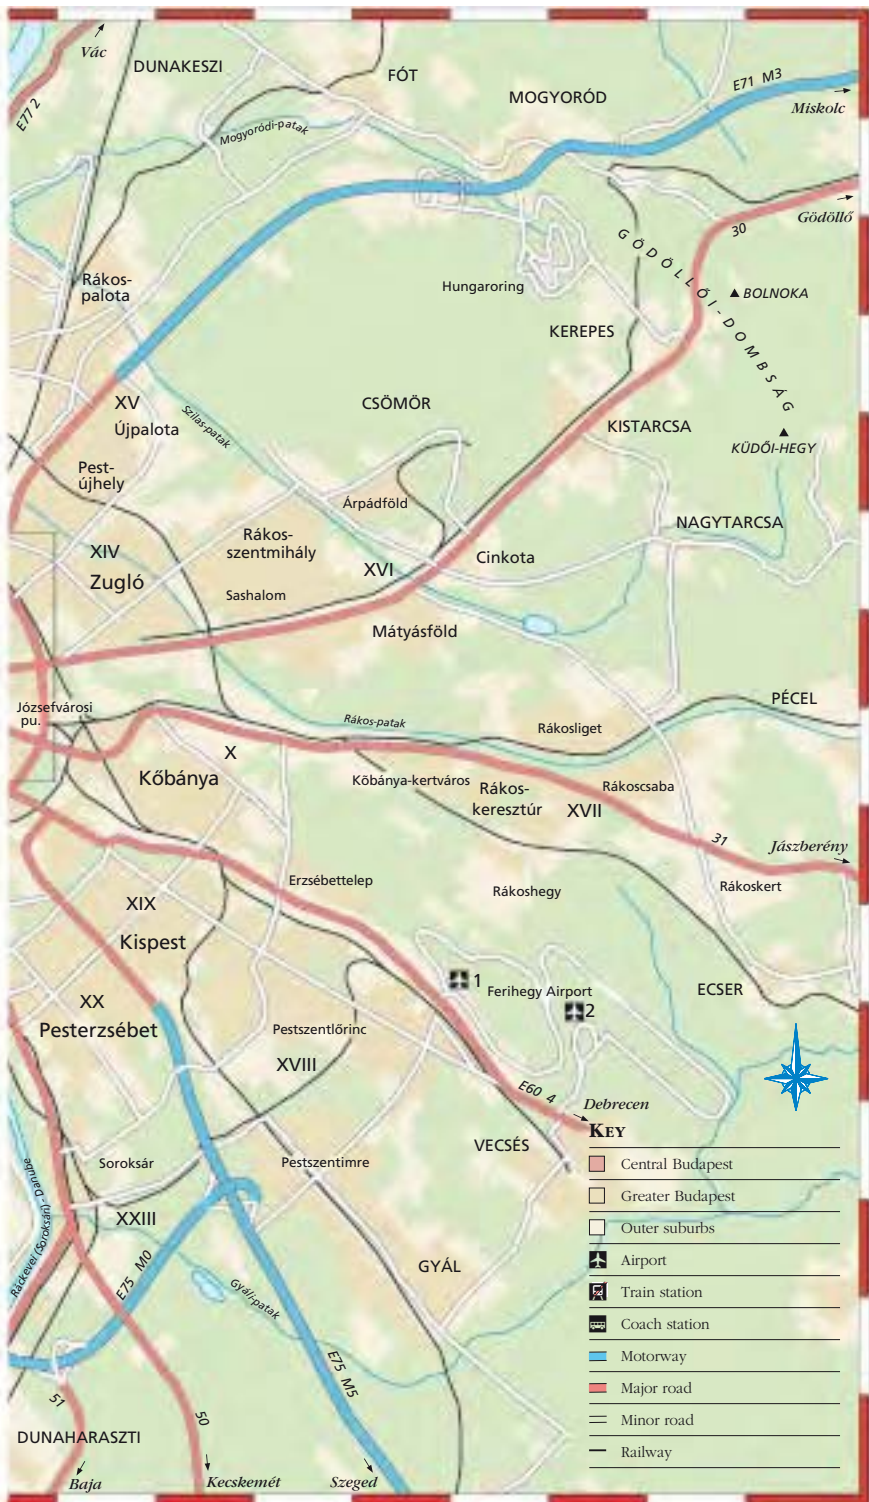 Vác
DUNAKESZI
FÓT
MOGYORÓD
E71 M3
Miskolc
E77 2
Mogyoródi-patak
Gödöllő
30
GÖDÖLLŐI-DOMBSÁG
Rákos-
palota
Hungaroring
BOLNOKA
KEREPES
XV
Újpalota
Szilas-patak
CSÖMÖR
KISTARCSA
KÜDŐI-HEGY
Pest-
újhely
Árpádföld
NAGYTARCSA
XIV
Zugló
Rákos-
szentmihály
XVI
Cinkota
Sashalom
Mátyásföld
Józsefvárosi
pu.
PÉCEL
Rákos-patak
Rákosliget
X
Kőbánya
Kőbánya-kertváros
Rákos-
keresztúr
XVII
Rákoscsaba
31
Jászberény
Erzsébettelep
Rákoshegy
Rákoskert
XIX
Kispest
1
Ferihegy Airport
2
ECSER
XX
Pesterzsébet
Pestszentlőrinc
XVIII
E60 4
Debrecen
VECSÉS
Soroksár
Pestszentimre
XXIII
Ráckevei (Soroksári) - Danube
E75 M0
Gyáli-patak
GYÁL
E75 M5
51
50
DUNAHARASZTI
Baja
Kecskemét
Szeged
KEY
Central Budapest
Greater Budapest
Outer suburbs
Airport
Train station
Coach station
Motorway
Major road
Minor road
Railway